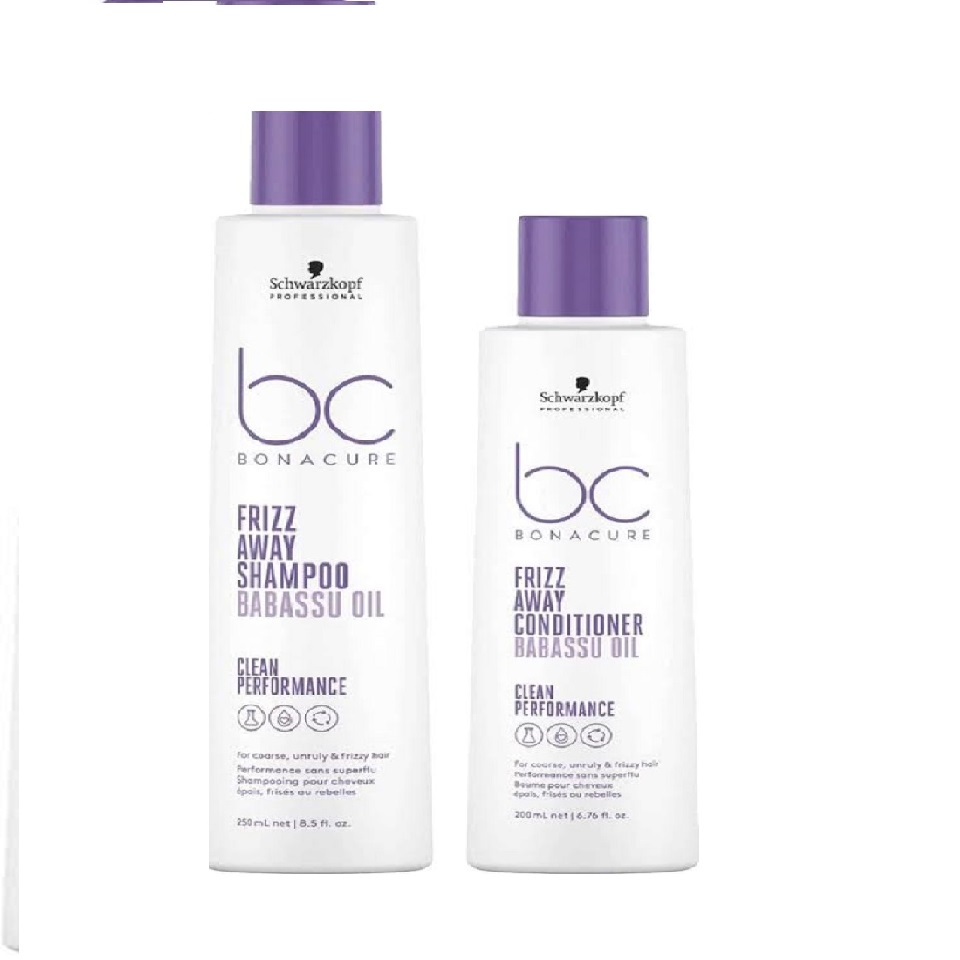 Schwarzkopf
PROFESSIONAL
bc
BONACURE
FRIZZ
AWAY
SHAMPOO
BABASSU OIL
CLEAN
PERFORMANCE
For coarse, unruly & frizzy hair
Performance sans superflu
Shampooing pour cheveux
épais, frisés ou rebelles
250 mL net | 8.5 fl. oz.
Schwarzkopf
PROFESSIONAL
bc
BONACURE
FRIZZ
AWAY
CONDITIONER
BABASSU OIL
CLEAN
PERFORMANCE
For coarse, unruly & frizzy hair
Performance sans superflu
Baume pour cheveux
épais, frisés ou rebelles
200 mL net | 6.76 fl. oz.